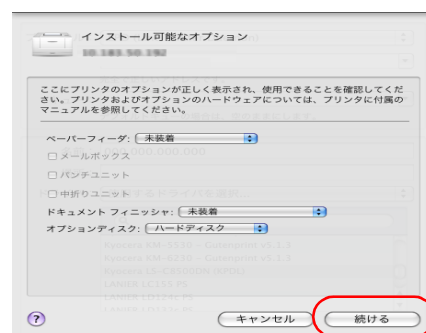 インストール可能なオプション
10.183.50.192
ここにプリンタのオプションが正しく表示され、使用できることを確認してくだ
さい。プリンタおよびオプションのハードウェアについては、プリンタに付属の
マニュアルを参照してください。
ペーパーフィーダ: 未装着
メールボックス
パンチユニット
中折りユニット
ドキュメント フィニッシャ: 未装着
オプションディスク: ハードディスク
Kyocera KM-5530 – Gutenprint v5.1.3
Kyocera KM-6230 – Gutenprint v5.1.3
LANIER LC155 PS
? キャンセル 続ける